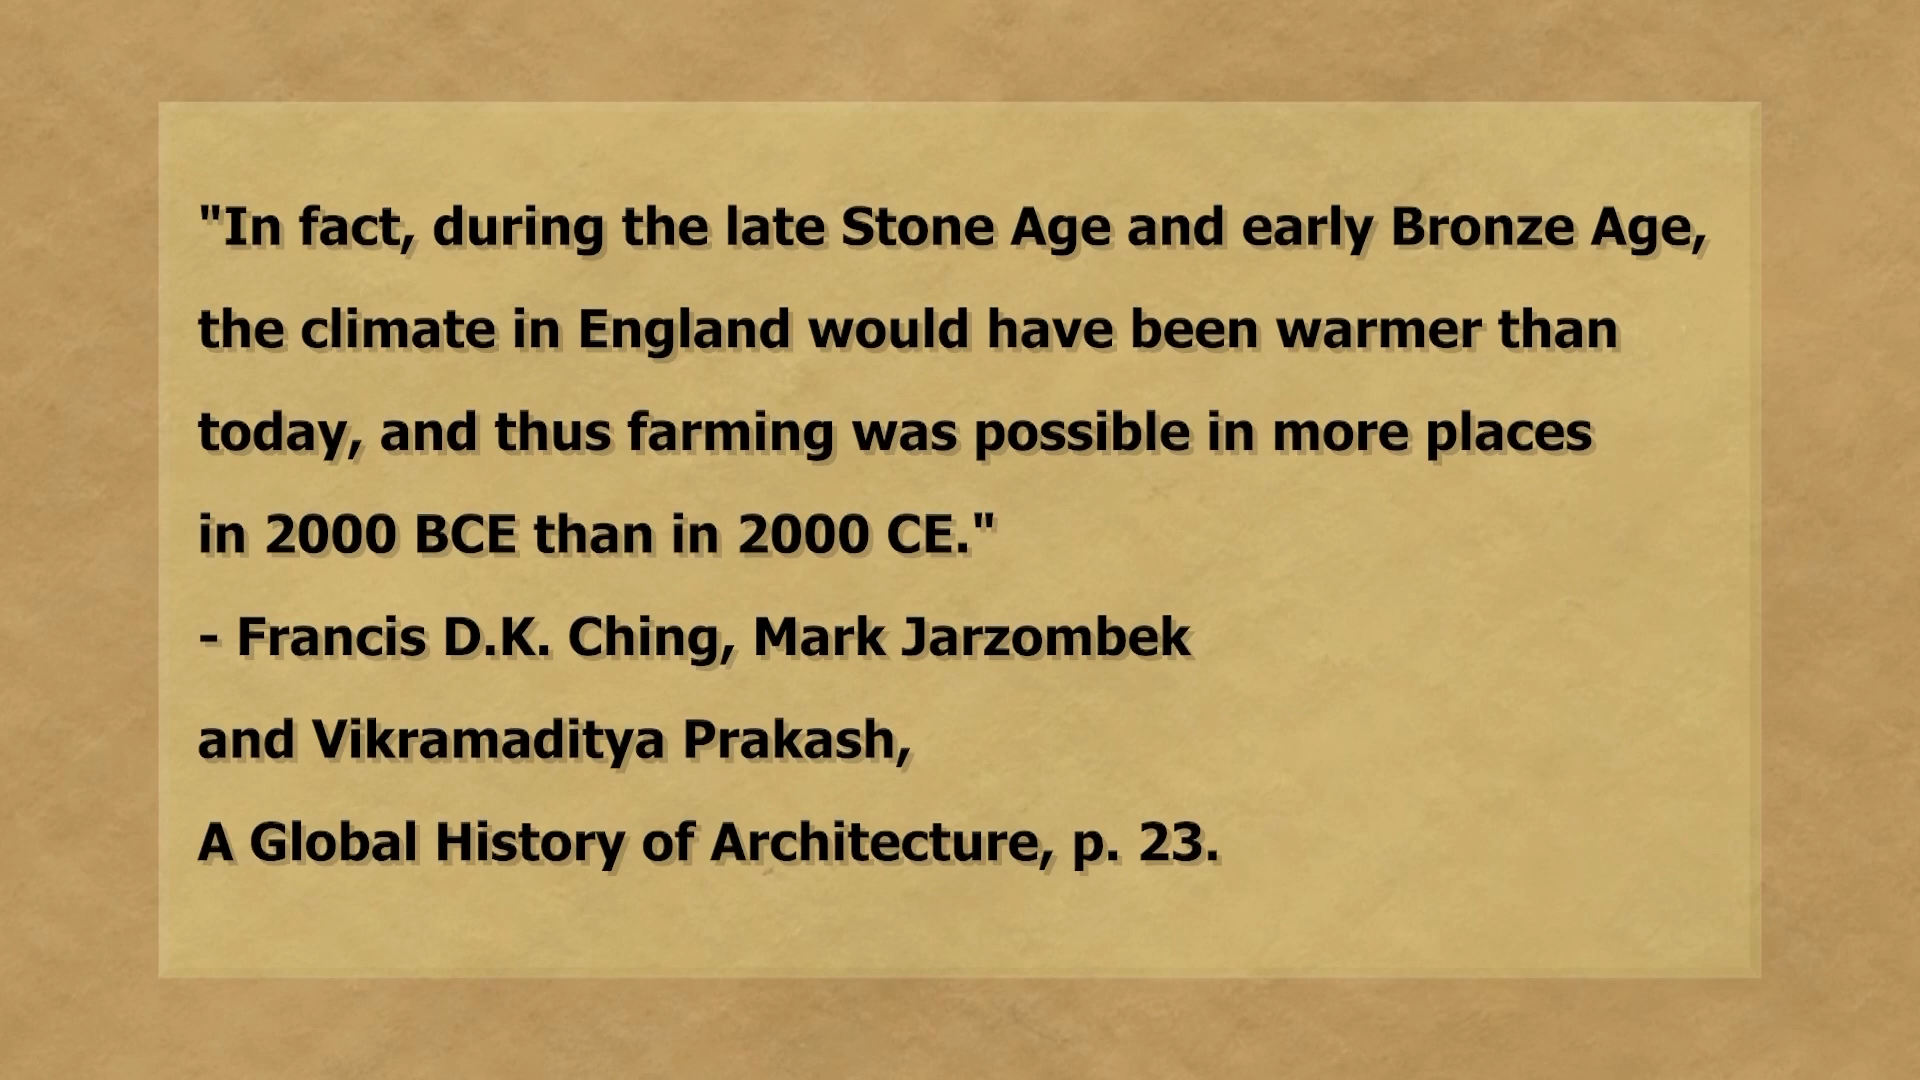 "In fact, during the late Stone Age and early Bronze Age,
the climate in England would have been warmer than
today, and thus farming was possible in more places
in 2000 BCE than in 2000 CE."
- Francis D.K. Ching, Mark Jarzombek
and Vikramaditya Prakash,
A Global History of Architecture, p. 23.